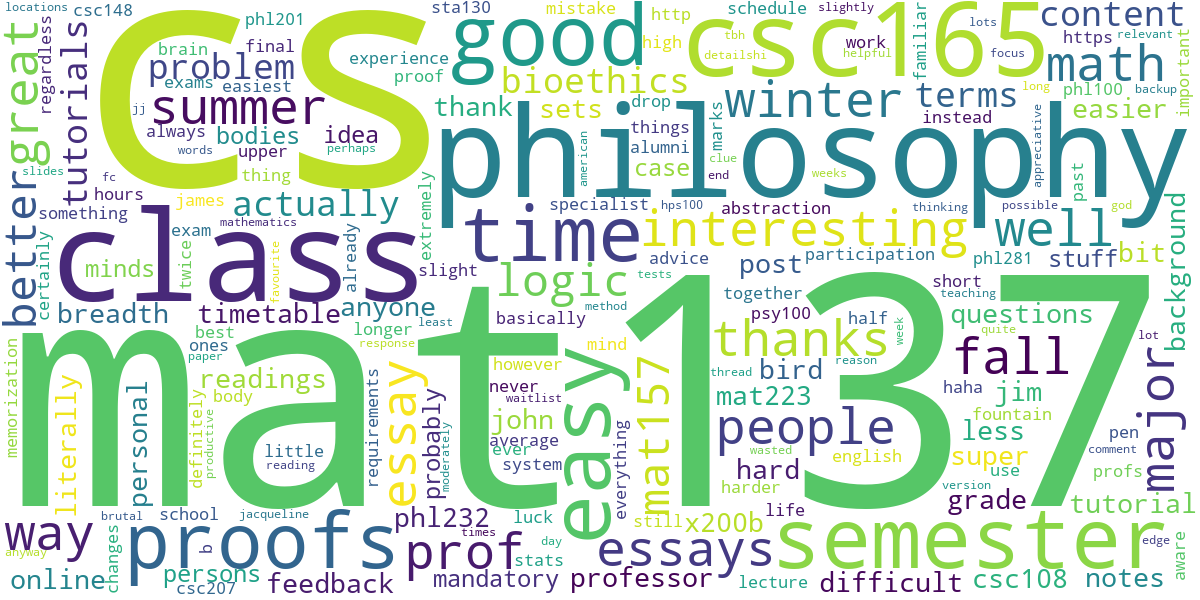 locations
csc148
phl201
sta130
mistake
http
schedule
slightly
lots
content
cs
good
csc165
great
regardless
tutorials
brain
final
experience
high
detailshi
tbh
work
helpful
familiar
focus
https
relevant
problem
exams
easiest
proof
bioethics
math
important
summer
jj
always
words
idea
perhaps
thank
sets
drop
winter
terms
phl100
backup
long
easier
bodies
upper
things
alumni
marks
instead
philosophy
slides
fc
hours
thing
american
case
clue
weeks
end
past
appreciative
better
something
james
actually
extremely
specialist
hps100
abstraction
thinking
possible
god
certainly
class
mathematics
exam
twice
favourite
already
time
interesting
well
bit
background
minds
slight
logic
tests
advice
post
participation
phl281
stuff
breadth
timetable
anyone
basically
method
together
psy100
half
short
teaching
questions
quite
memorization
best
ones
longer
least
response
paper
easy
mind
thanks
week
fall
lot
major
mat137
literally
readings
body
personal
definitely
productive
requirements
essay
however
never
waitlist
mat157
thread
bird
reason
mat223
haha
jim
fountain
little
reading
probably
moderately
john
average
ever
system
everything
people
less
pen
comment
wasted
english
super
hard
harder
use
profs
version
life
grade
tutorial
way
brutal
school
jacqueline
b
proofs
phl232
times
prof
luck
day
stats
still
x200b
essays
semester
edge
aware
anyway
online
changes
persons
csc207
feedback
mandatory
professor
lecture
difficult
csc108
notes